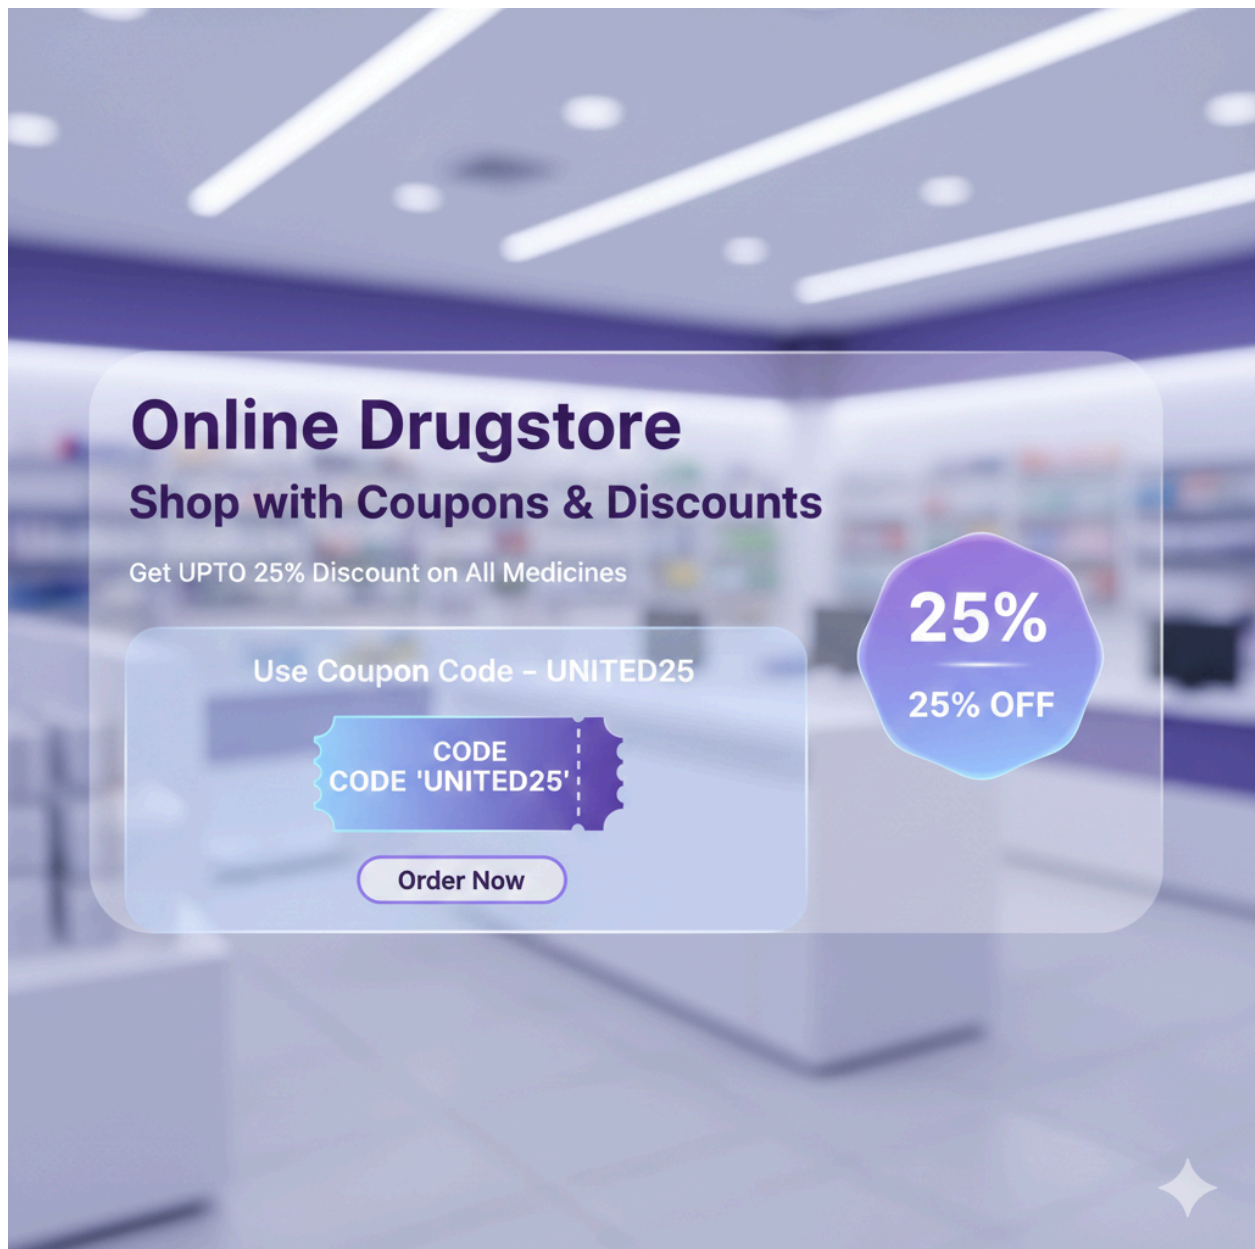 Online Drugstore
Shop with Coupons & Discounts
Get UPTO 25% Discount on All Medicines
Use Coupon Code – UNITED25
CODE
CODE 'UNITED25'
Order Now
25%
25% OFF